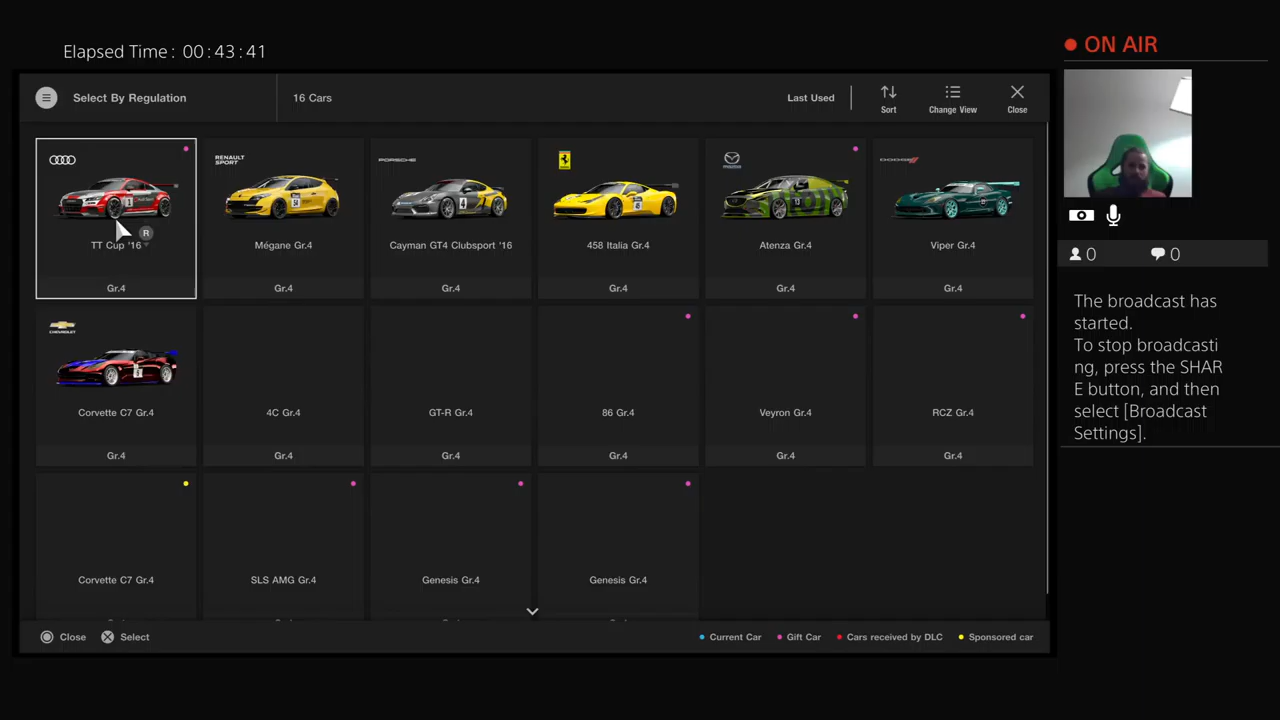 Elapsed Time : 00:43:41
ON AIR
Select By Regulation
16 Cars
Last Used
Sort
Change View
Close
RENAULT SPORT
PORSCHE
mazda
TT Cup '16
R
Mégane Gr.4
Cayman GT4 Clubsport '16
458 Italia Gr.4
Atenza Gr.4
Viper Gr.4
Gr.4
Gr.4
Gr.4
Gr.4
Gr.4
Gr.4
0
0
The broadcast has
started.
To stop broadcasti
ng, press the SHAR
E button, and then
select [Broadcast
Settings].
CHEVROLET
Corvette C7 Gr.4
4C Gr.4
GT-R Gr.4
86 Gr.4
Veyron Gr.4
RCZ Gr.4
Gr.4
Gr.4
Gr.4
Gr.4
Gr.4
Gr.4
Corvette C7 Gr.4
SLS AMG Gr.4
Genesis Gr.4
Genesis Gr.4
Close
Select
Current Car
Gift Car
Cars received by DLC
Sponsored car